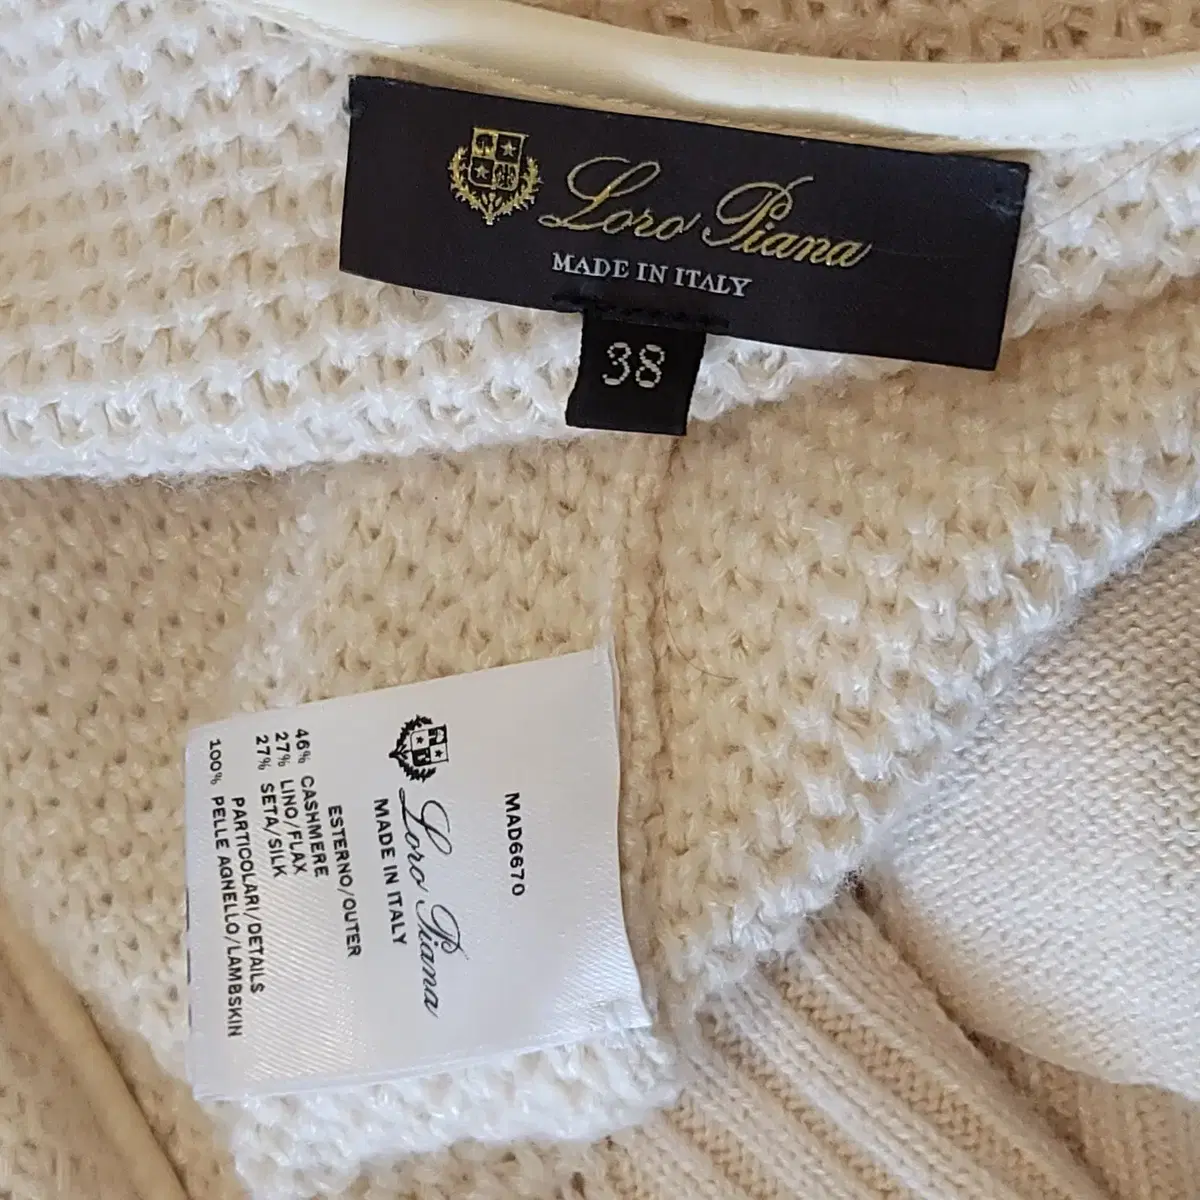 Loro Piana
MADE IN ITALY
38
MAD6670
Loro Piana
MADE IN ITALY
ESTERNO/OUTER
46% CASHMERE
27% LINO/FLAX
27% SETA/SILK
PARTICOLARI/DETAILS
100% PELLE AGNELLO/LAMBSKIN